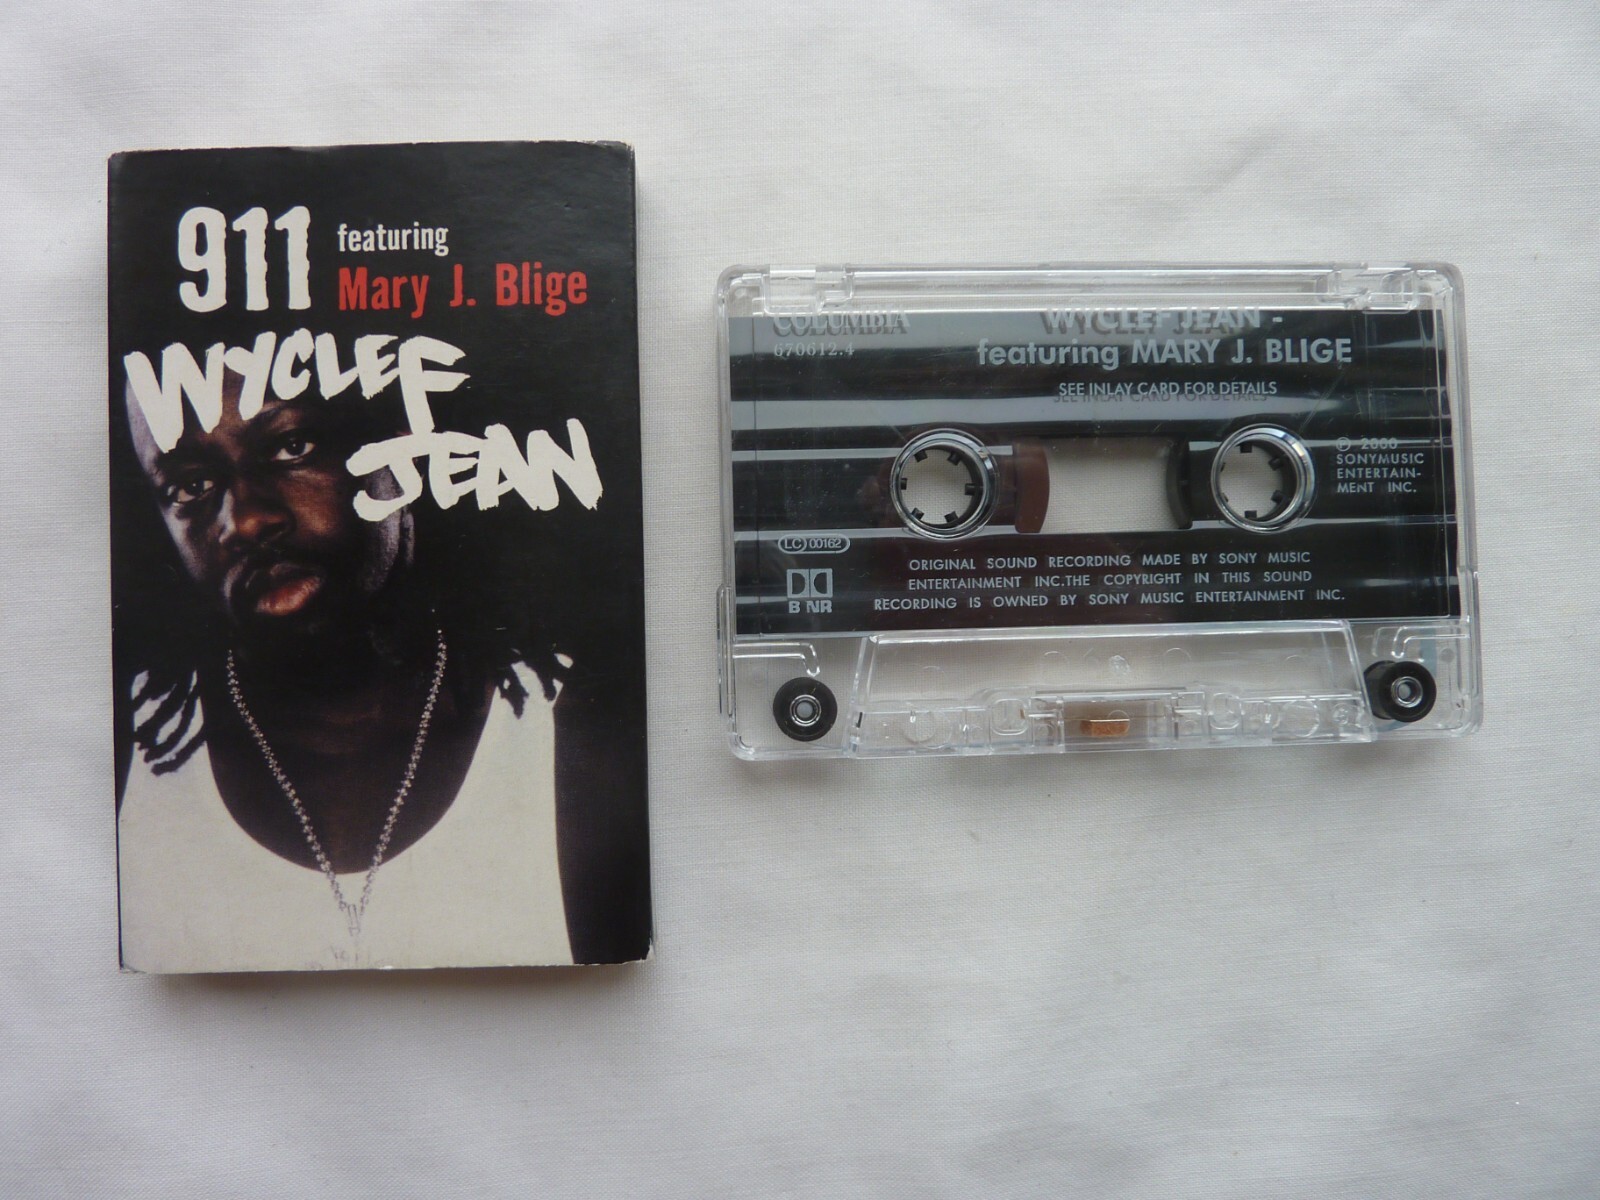 911 featuring
Mary J. Blige
WYCLEF
JEAN
COLUMBIA
670612.4
WYCLEF JEAN -
featuring MARY J. BLIGE
SEE INLAY CARD FOR DETAILS
© 2000
SONYMUSIC
ENTERTAIN-
MENT INC.
LC 00162
B NR
ORIGINAL SOUND RECORDING MADE BY SONY MUSIC
ENTERTAINMENT INC.THE COPYRIGHT IN THIS SOUND
RECORDING IS OWNED BY SONY MUSIC ENTERTAINMENT INC.